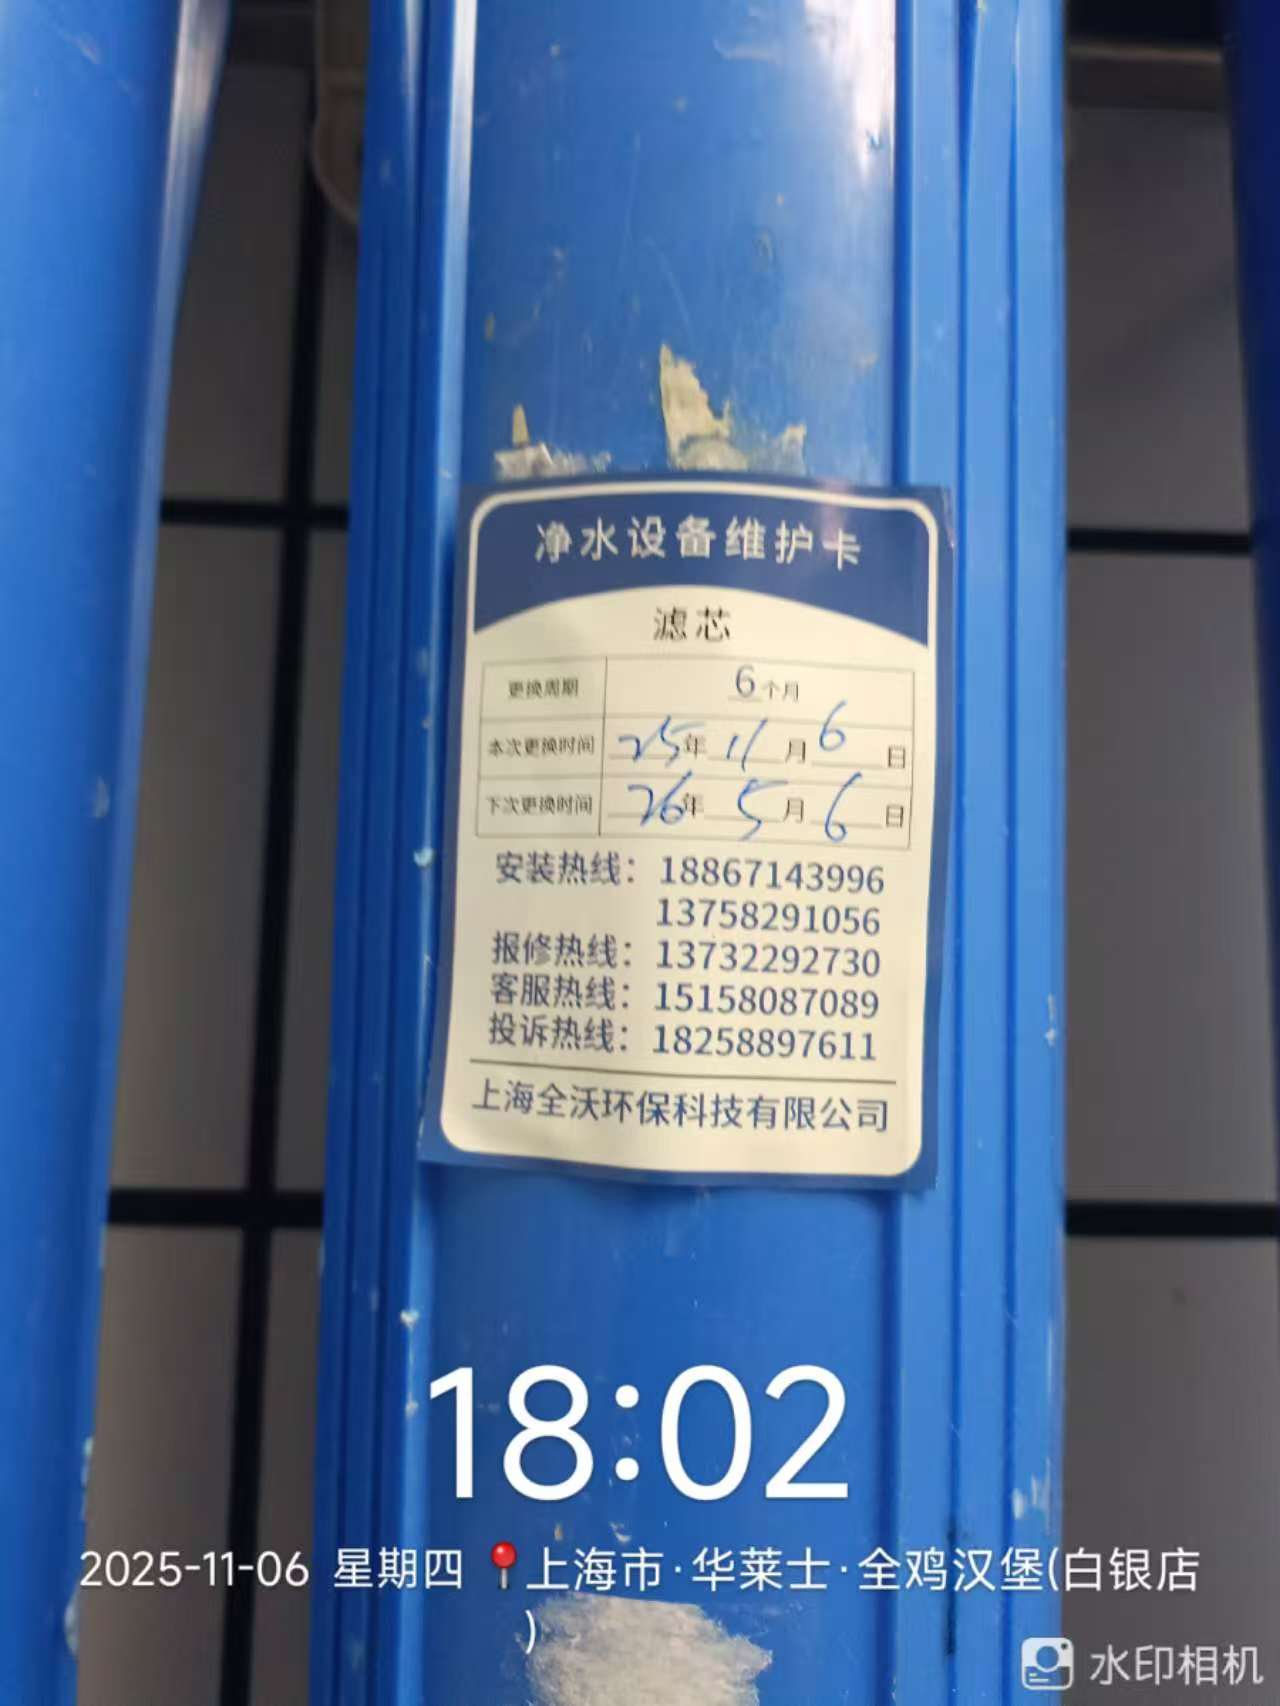 净水设备维护卡
滤芯
更换周期 6个月
本次更换时间 25年11月6日
下次更换时间 26年5月6日
安装热线：18867143996
13758291056
报修热线：13732292730
客服热线：15158087089
投诉热线：18258897611
上海全沃环保科技有限公司
18:02
2025-11-06 星期四 上海市·华莱士·全鸡汉堡(白银店
)
水印相机